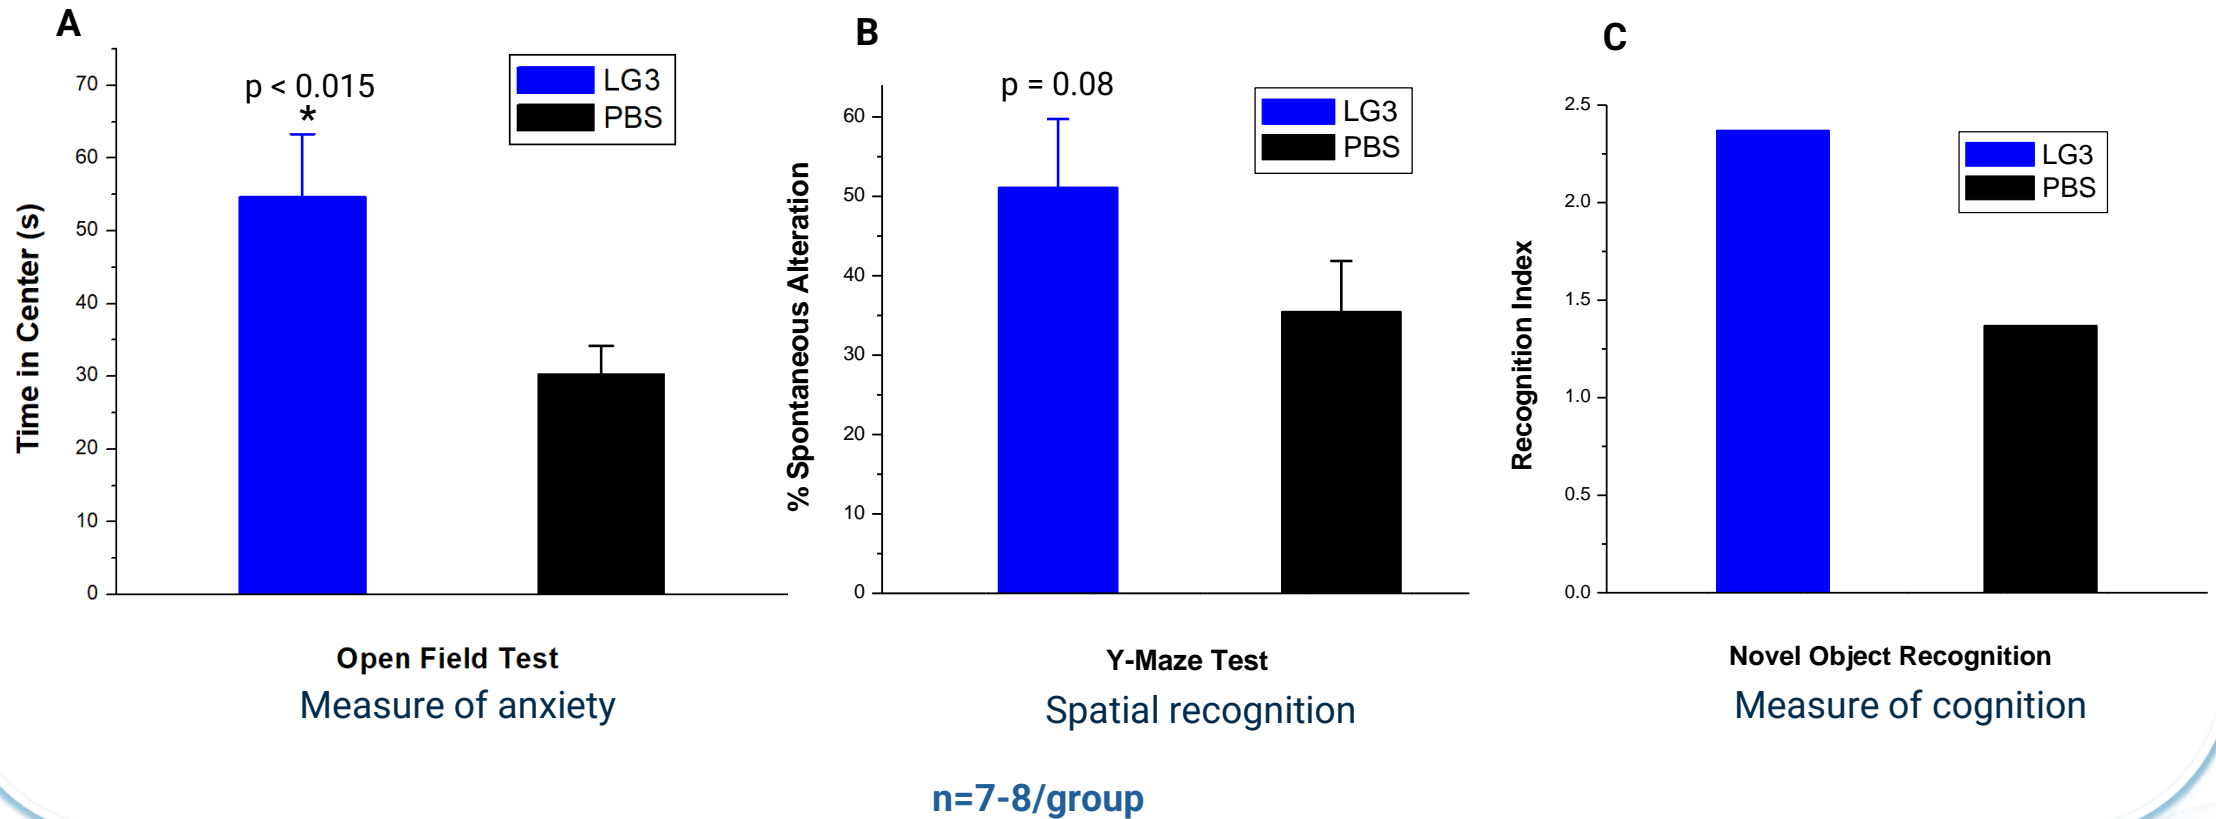 A
p < 0.015
*
LG3
PBS
70
60
50
40
30
20
10
0
Time in Center (s)
Open Field Test
Measure of anxiety
B
p = 0.08
LG3
PBS
60
50
40
30
20
10
0
% Spontaneous Alteration
Y-Maze Test
Spatial recognition
C
LG3
PBS
2.5
2.0
1.5
1.0
0.5
0.0
Recognition Index
Novel Object Recognition
Measure of cognition
n=7-8/group